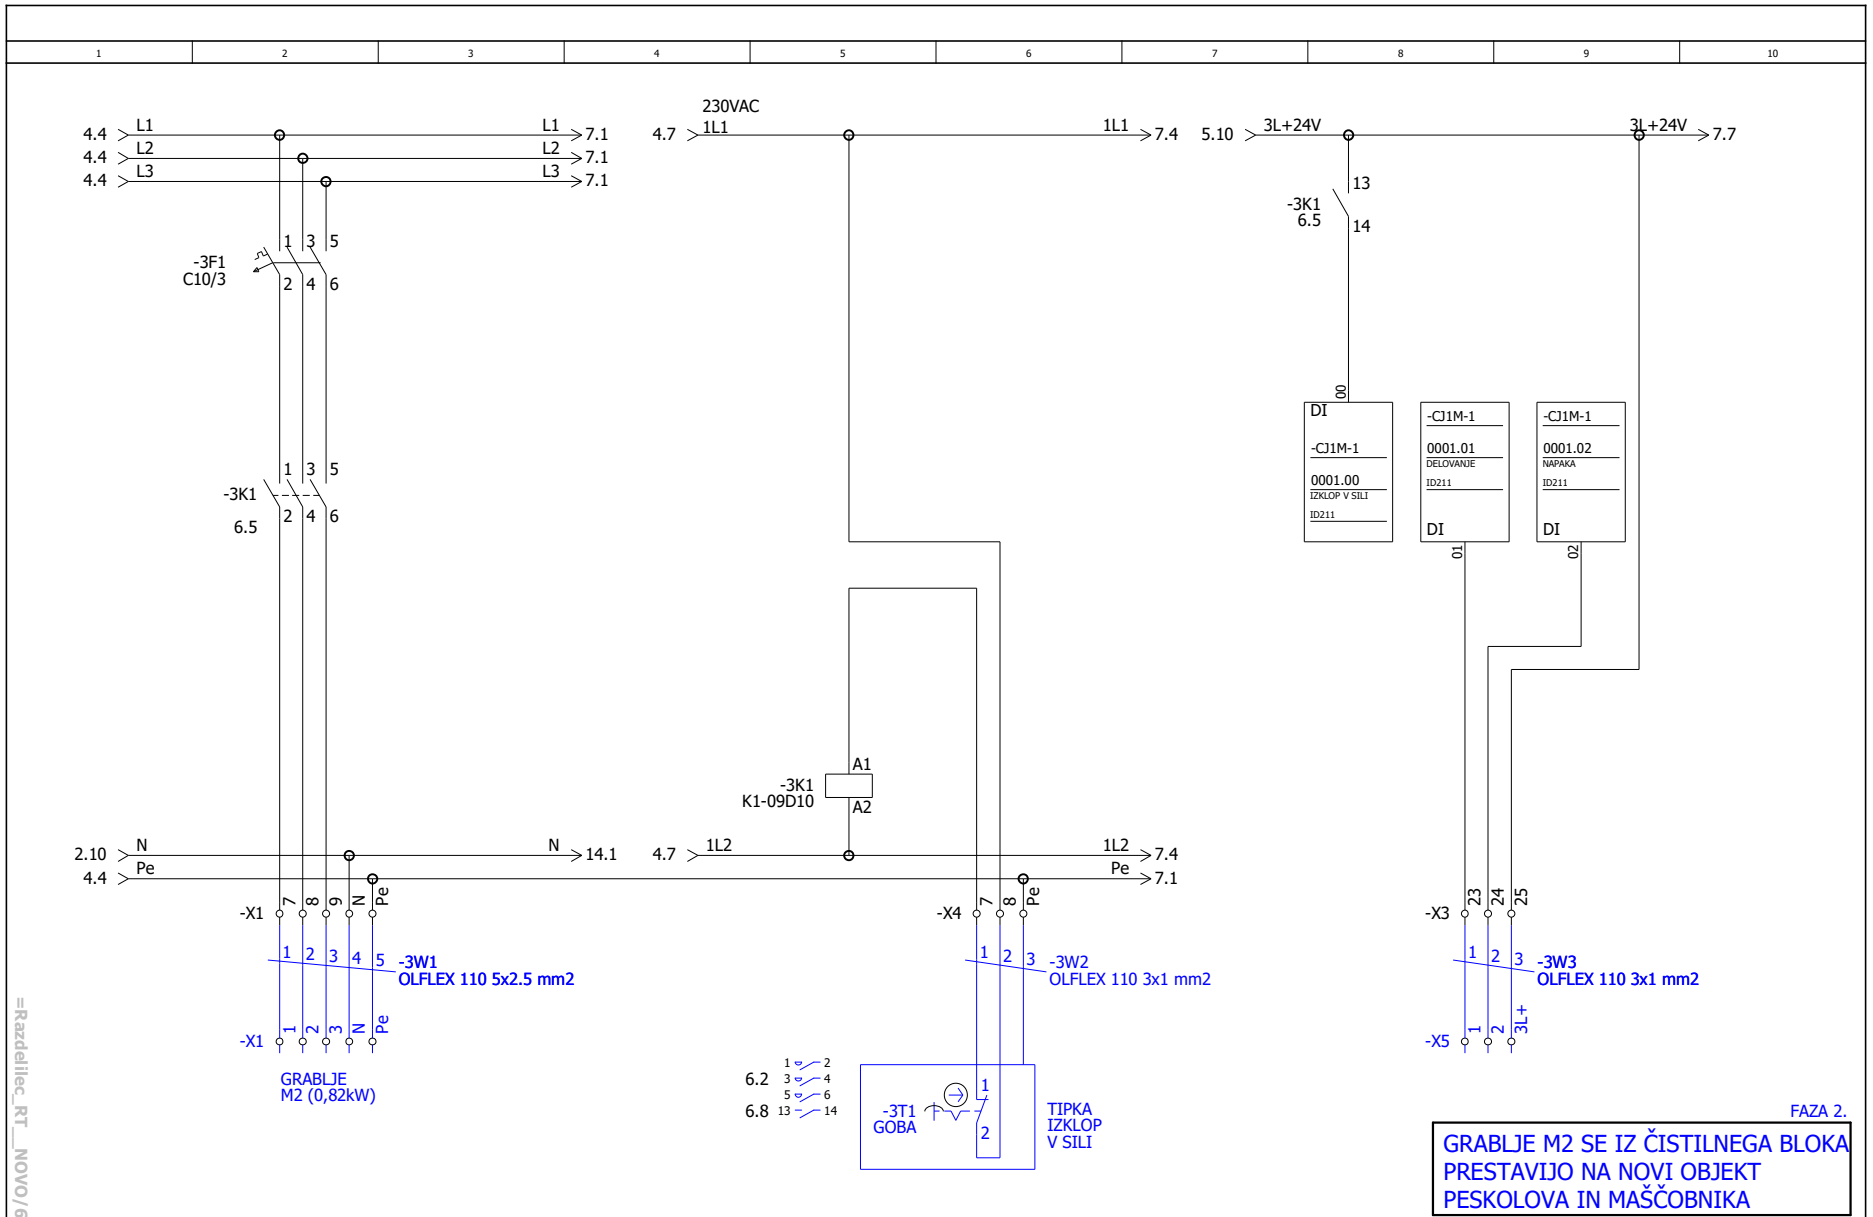 1 2 3 4 5 6 7 8 9 10
230VAC
4.4 L1 L1 7.1
4.4 L2 L2 7.1
4.4 L3 L3 7.1
4.7 1L1 1L1 7.4
5.10 3L+24V 3L+24V 7.7
1 3 5
-3F1
C10/3
2 4 6
13
-3K1
6.5
14
1 3 5
-3K1
2 4 6
6.5
00
DI
-CJ1M-1
0001.00
IZKLOP V SILI
ID211
-CJ1M-1
0001.01
DELOVANJE
ID211
DI
01
-CJ1M-1
0001.02
NAPAKA
ID211
DI
02
A1
-3K1
K1-09D10
A2
2.10 N N 14.1
4.7 1L2 1L2 7.4
4.4 Pe Pe 7.1
-X1 7 8 9 N Pe
1 2 3 4 5 -3W1
OLFLEX 110 5x2.5 mm2
-X1 1 2 3 N Pe
GRABLJE
M2 (0,82kW)
-X4 7 8 Pe
1 2 3 -3W2
OLFLEX 110 3x1 mm2
-X3 23 24 25
1 2 3 -3W3
OLFLEX 110 3x1 mm2
-X5 1 2 3L+
1 2
6.2 3 4
5 6
6.8 13 14
-3T1
GOBA
1
2
TIPKA
IZKLOP
V SILI
FAZA 2.
GRABLJE M2 SE IZ ČISTILNEGA BLOKA
PRESTAVIJO NA NOVI OBJEKT
PESKOLOVA IN MAŠČOBNIKA
=Razdelilec_RT__NOVO/6